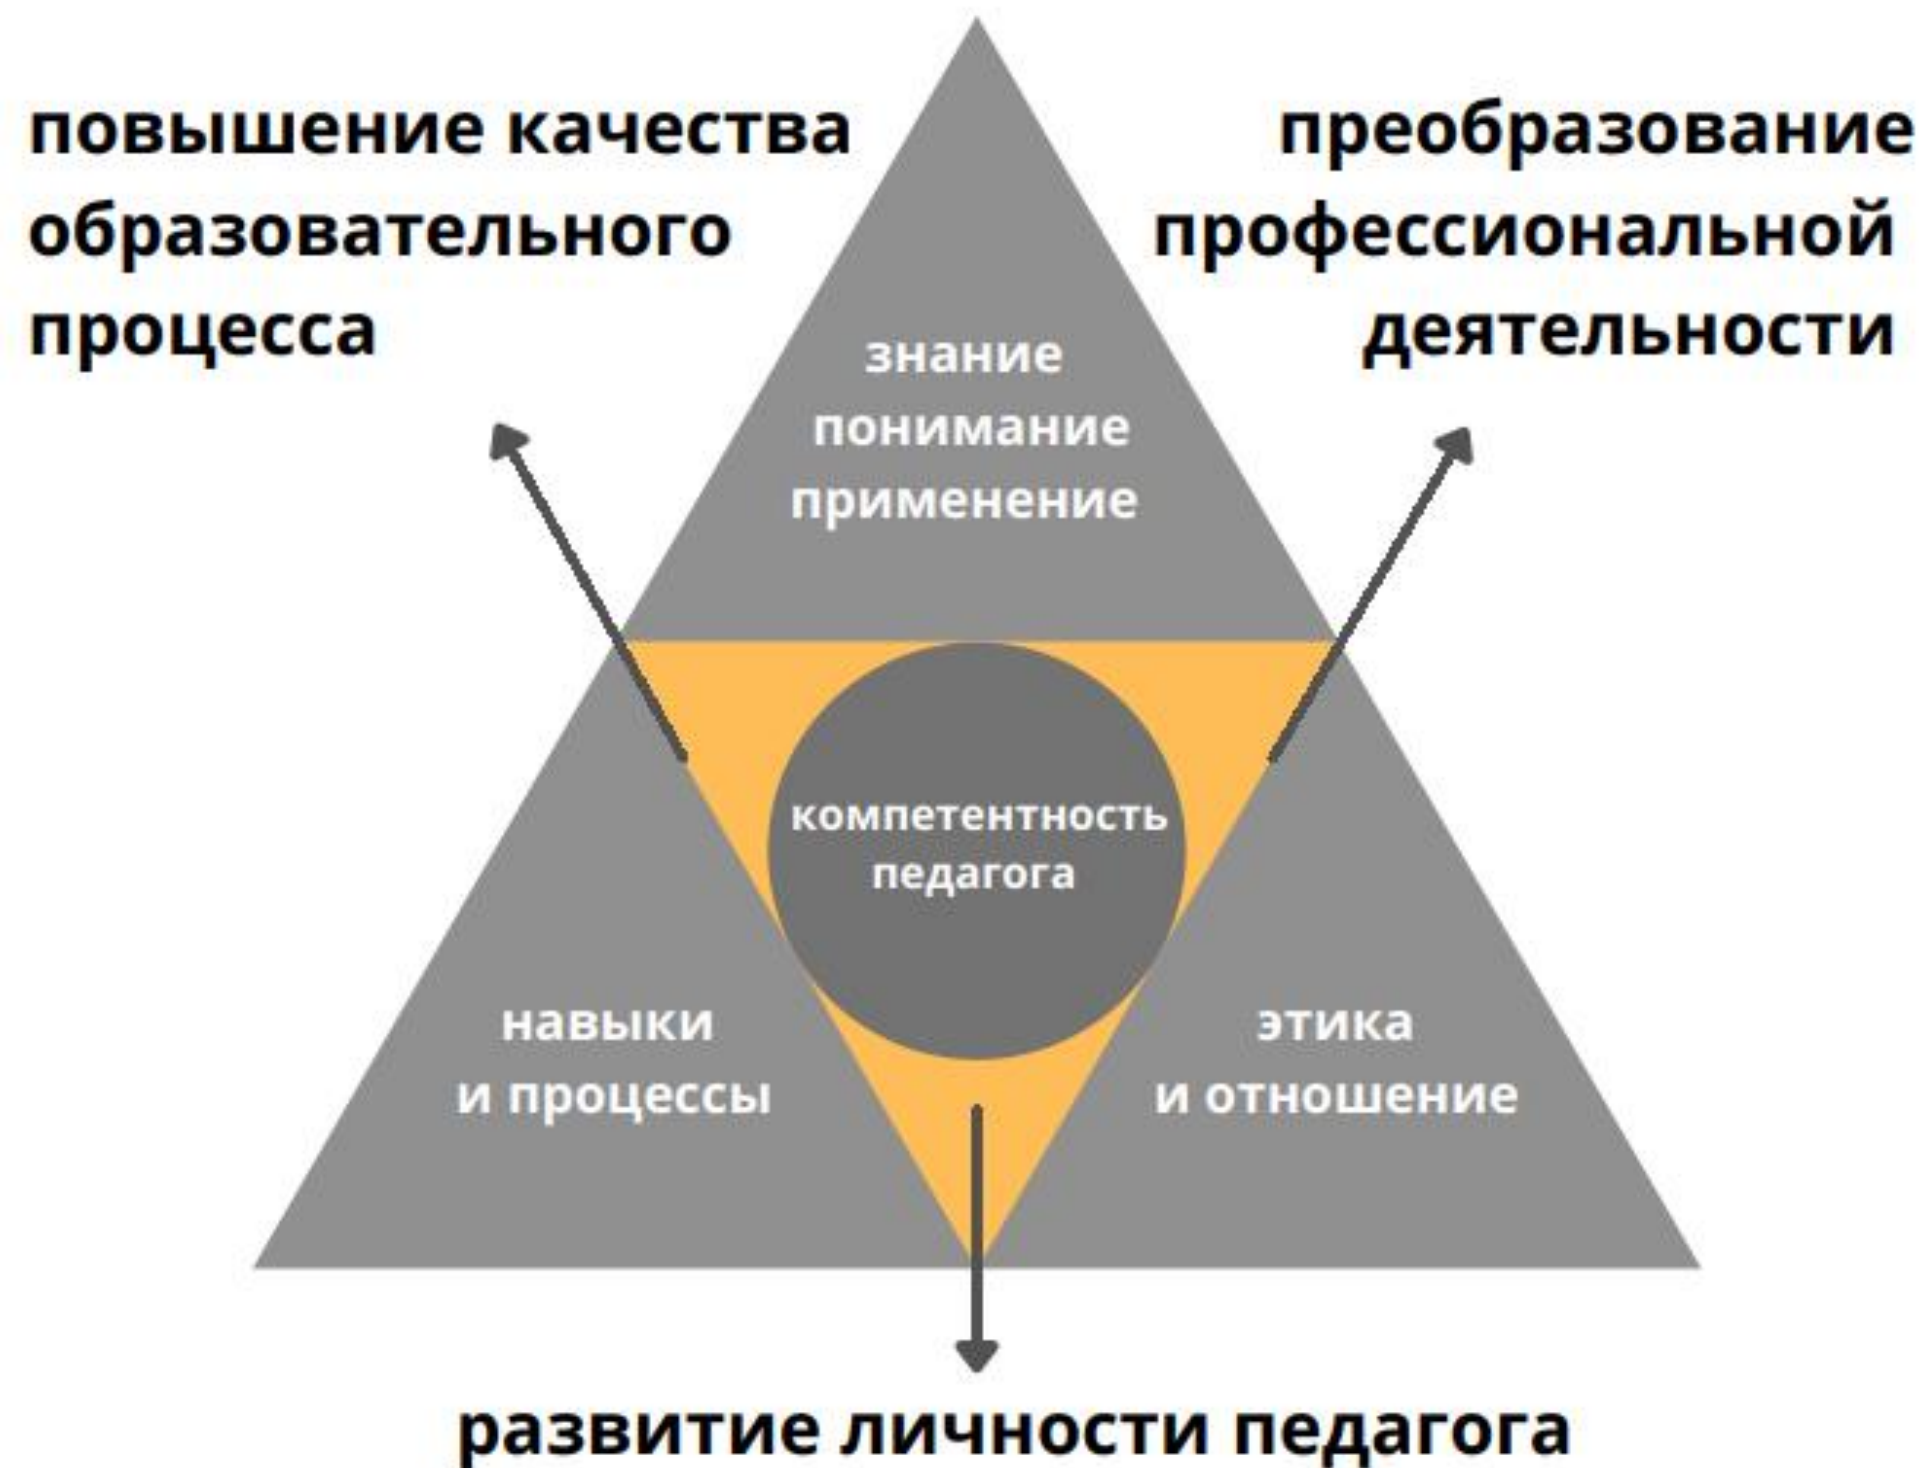 повышение качества
образовательного
процесса
преобразование
профессиональной
деятельности
знание
понимание
применение
компетентность
педагога
навыки
и процессы
этика
и отношение
развитие личности педагога